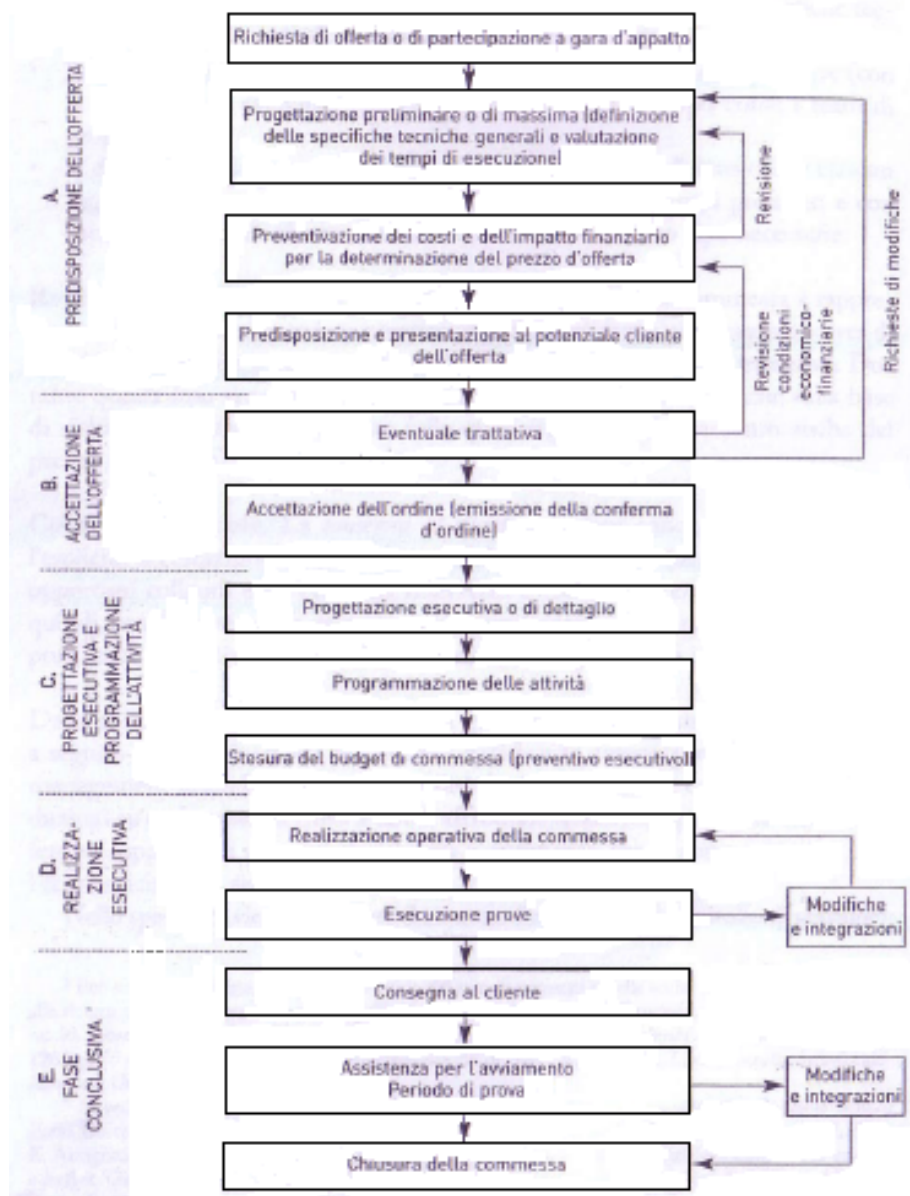 Richiesta di offerta o di partecipazione a gara d'appalto
A.
PREDISPOSIZIONE DELL'OFFERTA
Progettazione preliminare o di massima (definizione
delle specifiche tecniche generali e valutazione
dei tempi di esecuzione)
Revisione
Preventivazione dei costi e dell'impatto finanziario
per la determinazione del prezzo d'offerta
Richieste di modifiche
Predisposizione e presentazione al potenziale cliente
dell'offerta
Revisione
condizioni
economico-
finanziarie
B.
ACCETTAZIONE
DELL'OFFERTA
Eventuale trattativa
Accettazione dell'ordine (emissione della conferma
d'ordine)
C.
PROGETTAZIONE
ESECUTIVA E
PROGRAMMAZIONE
DELL'ATTIVITÀ
Progettazione esecutiva o di dettaglio
Programmazione delle attività
Stesura del budget di commessa (preventivo esecutivo)
D.
REALIZZA-
ZIONE
ESECUTIVA
Realizzazione operativa della commessa
Esecuzione prove
Modifiche
e integrazioni
E.
FASE
CONCLUSIVA
Consegna al cliente
Assistenza per l'avviamento
Periodo di prova
Modifiche
e integrazioni
Chiusura della commessa